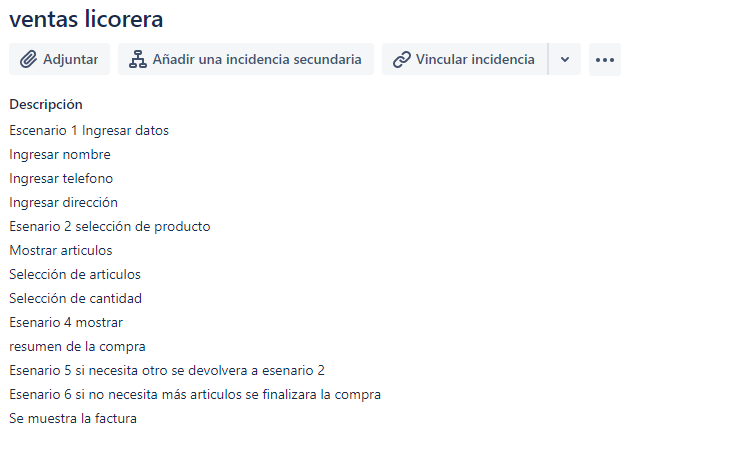 ventas licorera
Adjuntar Añadir una incidencia secundaria Vincular incidencia
Descripción
Escenario 1 Ingresar datos
Ingresar nombre
Ingresar telefono
Ingresar dirección
Esenario 2 selección de producto
Mostrar articulos
Selección de articulos
Selección de cantidad
Esenario 4 mostrar
resumen de la compra
Esenario 5 si necesita otro se devolvera a esenario 2
Esenario 6 si no necesita más articulos se finalizara la compra
Se muestra la factura